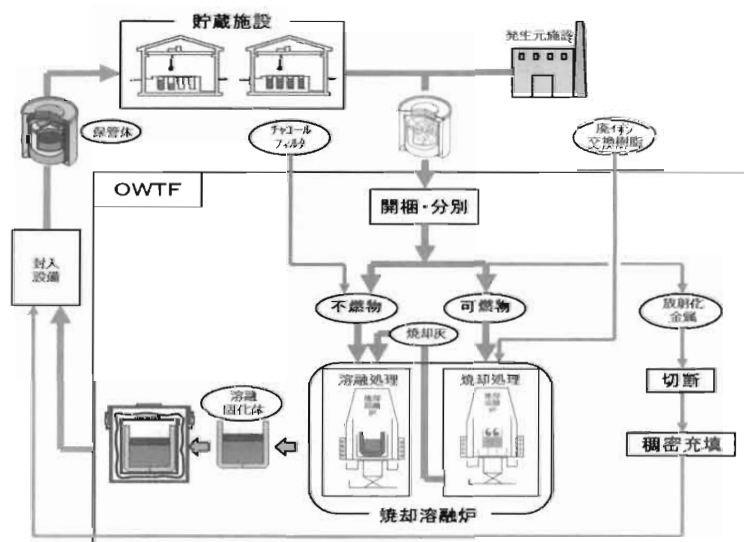 貯蔵施設
発生元施設
保管体
チャコール
フィルタ
廃イオン
交換樹脂
OWTF
開梱・分別
封入
設備
不燃物
可燃物
放射化
金属
焼却灰
溶融処理
焼却処理
切断
溶融
固化体
稠密充填
焼却溶融炉